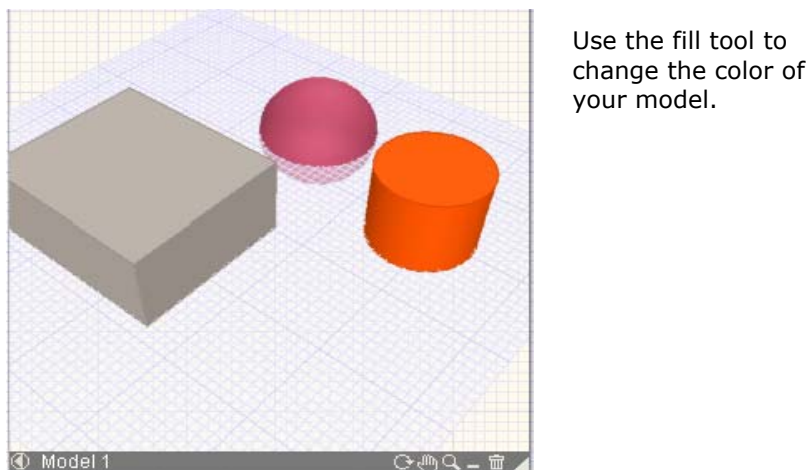 Use the fill tool to
change the color of
your model.
Model 1